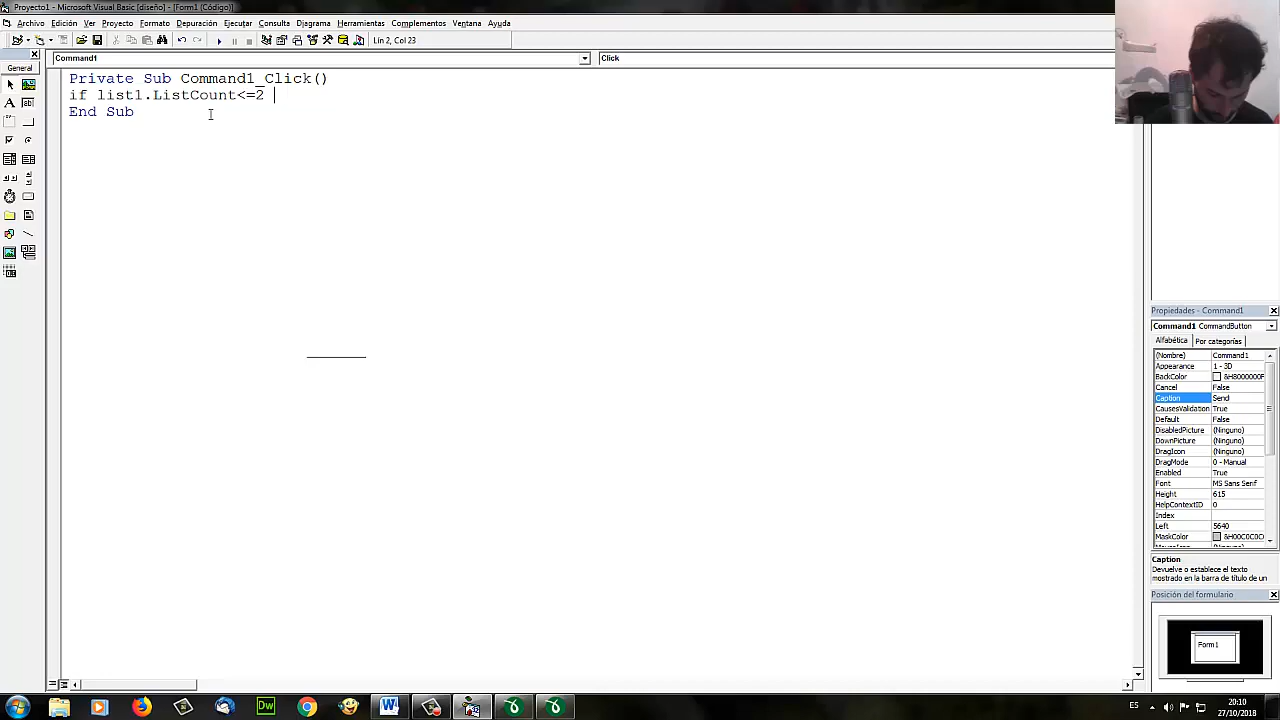 Proyecto1 - Microsoft Visual Basic [diseño] - [Form1 (Código)]
Archivo Edición Ver Proyecto Formato Depuración Ejecutar Consulta Diagrama Herramientas Complementos Ventana Ayuda
Lín 2, Col 23
General
Command1
Click
Private Sub Command1_Click()
if list1.ListCount<=2
End Sub
Propiedades - Command1
Command1 CommandButton
Alfabética Por categorías
(Nombre) Command1
Appearance 1 - 3D
BackColor &H8000000F
Cancel False
Caption Send
CausesValidation True
Default False
DisabledPicture (Ninguno)
DownPicture (Ninguno)
DragIcon (Ninguno)
DragMode 0 - Manual
Enabled True
Font MS Sans Serif
Height 615
HelpContextID 0
Index
Left 5640
MaskColor &H00C0C0C
Caption
Devuelve o establece el texto
mostrado en la barra de título de un
Posición del formulario
Form1
Dw
W
ES
20:10
27/10/2018